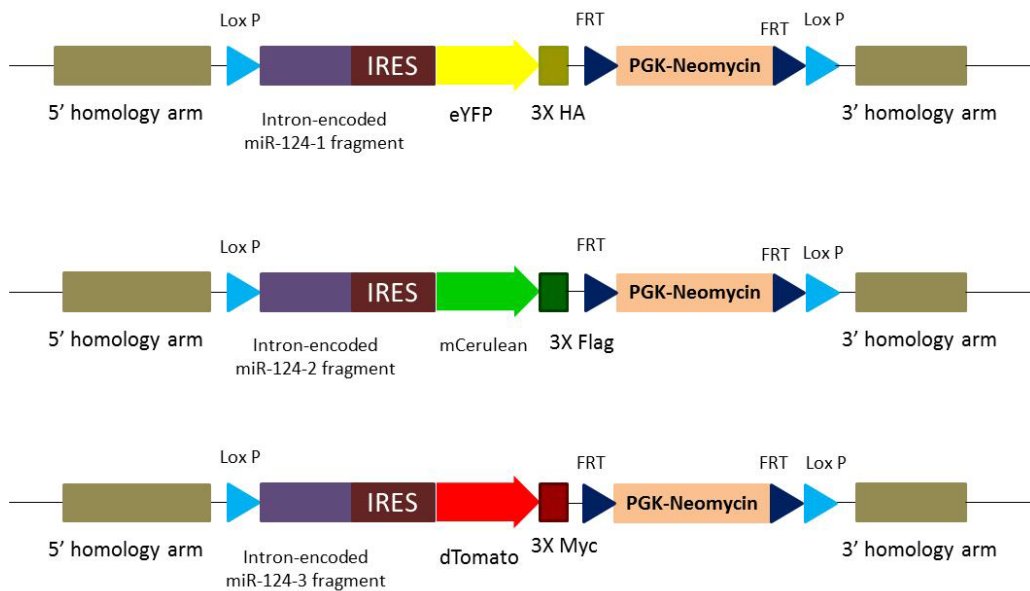 Lox P
FRT
FRT
Lox P
IRES
PGK-Neomycin
5’ homology arm
eYFP
3X HA
3’ homology arm
Intron-encoded
miR-124-1 fragment
Lox P
FRT
FRT
Lox P
IRES
PGK-Neomycin
5’ homology arm
Intron-encoded
miR-124-2 fragment
mCerulean
3X Flag
3’ homology arm
Lox P
FRT
FRT
Lox P
IRES
PGK-Neomycin
5’ homology arm
Intron-encoded
miR-124-3 fragment
dTomato
3X Myc
3’ homology arm